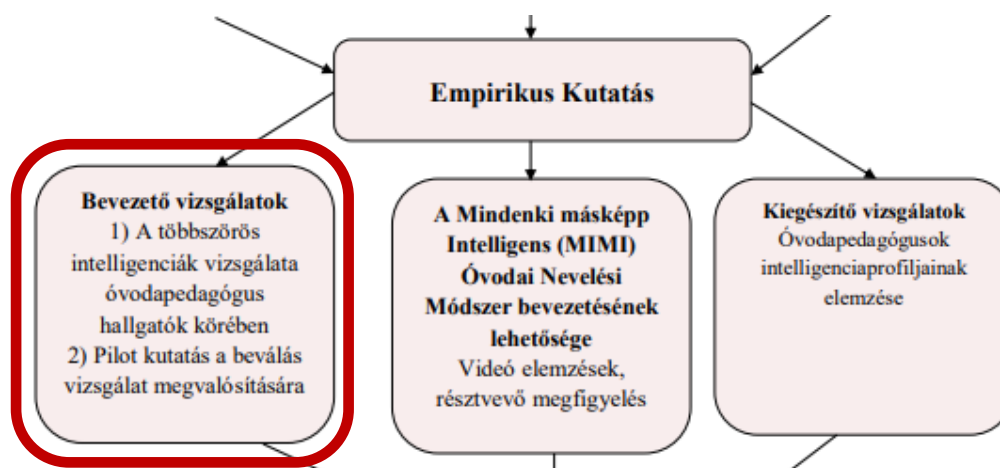 Empirikus Kutatás
Bevezető vizsgálatok
1) A többszörös
intelligenciák vizsgálata
óvodapedagógus
hallgatók körében
2) Pilot kutatás a beválás
vizsgálat megvalósítására
A Mindenki másképp
Intelligens (MIMI)
Óvodai Nevelési
Módszer bevezetésének
lehetősége
Videó elemzések,
résztvevő megfigyelés
Kiegészítő vizsgálatok
Óvodapedagógusok
intelligenciaprofiljainak
elemzése